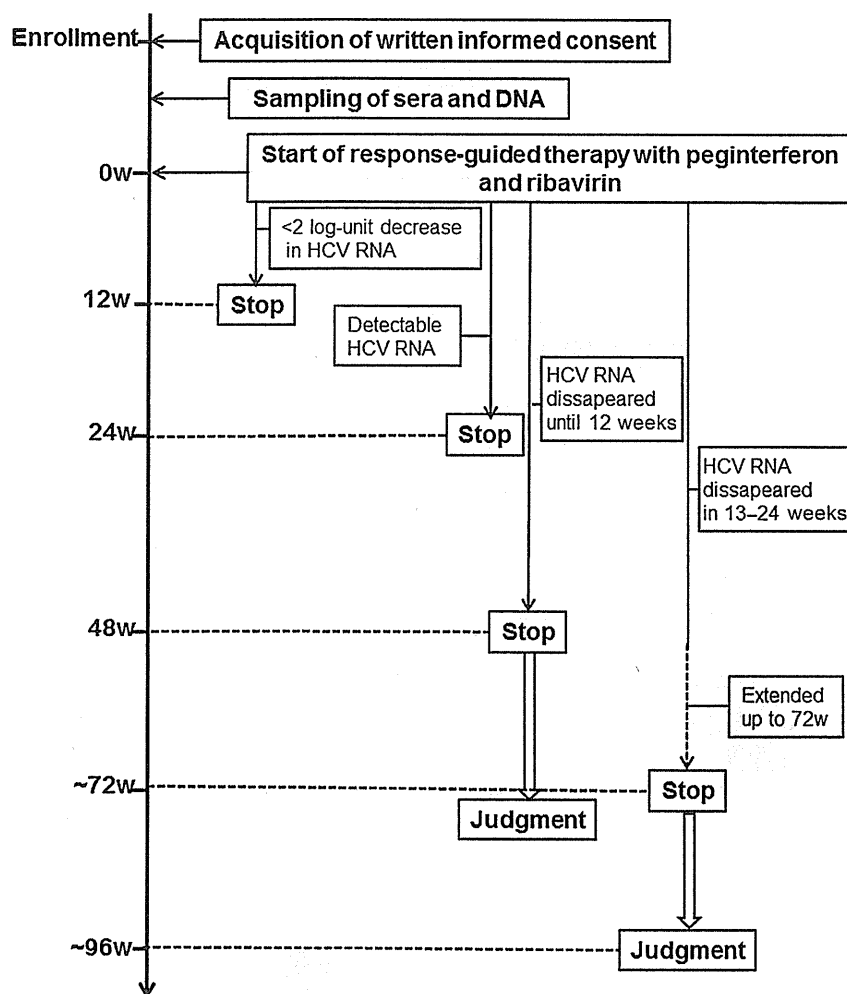 Enrollment
Acquisition of written informed consent
Sampling of sera and DNA
0w
Start of response-guided therapy with peginterferon
and ribavirin
<2 log-unit decrease
in HCV RNA
12w
Stop
Detectable
HCV RNA
HCV RNA
dissapeared
until 12 weeks
24w
Stop
HCV RNA
dissapeared
in 13–24 weeks
48w
Stop
Extended
up to 72w
~72w
Stop
Judgment
~96w
Judgment